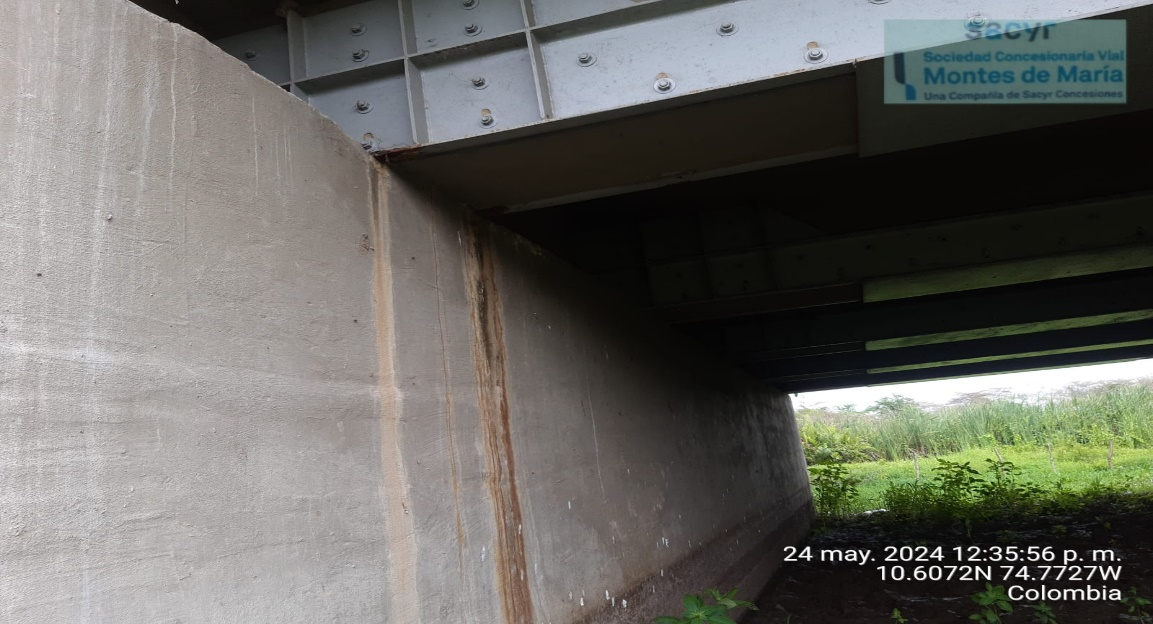 sacyr
Sociedad Concesionaria Vial
Montes de María
Una Compañía de Sacyr Concesiones
24 may. 2024 12:35:56 p. m.
10.6072N 74.7727W
Colombia